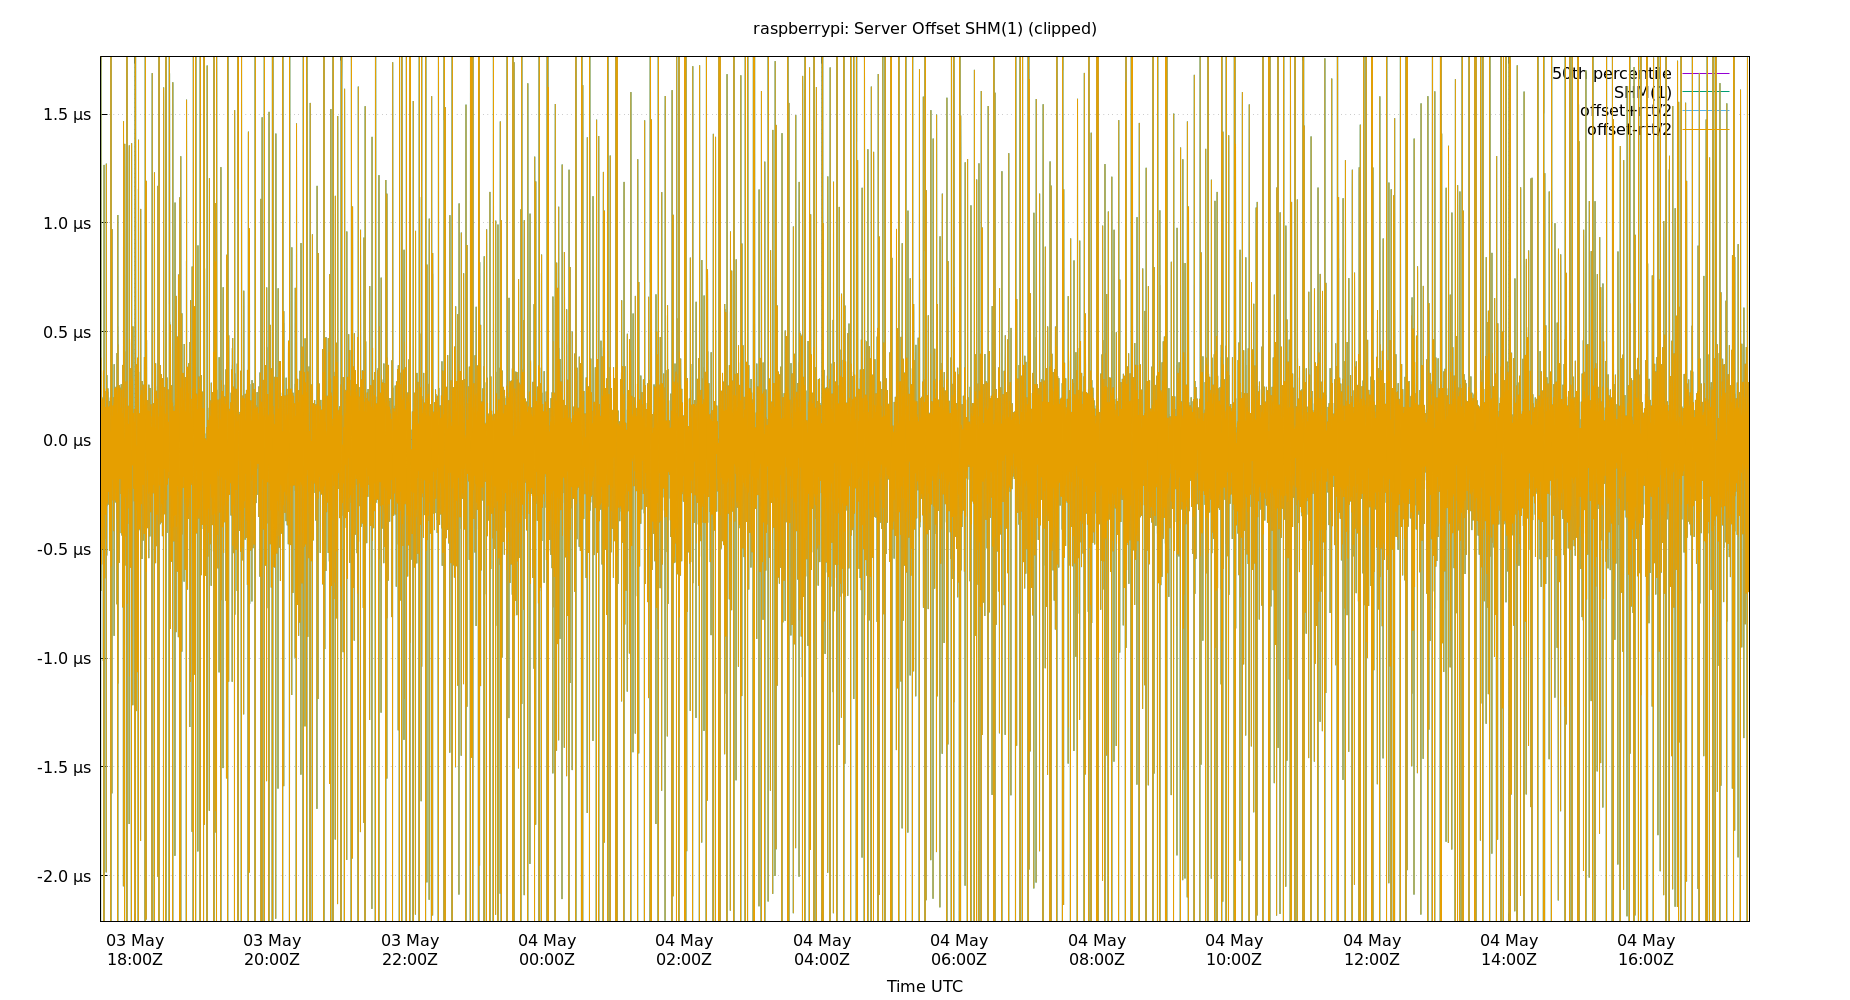 raspberrypi: Server Offset SHM(1) (clipped)
50th percentile
SHM(1)
offset+rtt/2
offset-rtt/2
1.5 µs
1.0 µs
0.5 µs
0.0 µs
-0.5 µs
-1.0 µs
-1.5 µs
-2.0 µs
03 May 03 May 03 May 04 May 04 May 04 May 04 May 04 May 04 May 04 May 04 May 04 May
18:00Z 20:00Z 22:00Z 00:00Z 02:00Z 04:00Z 06:00Z 08:00Z 10:00Z 12:00Z 14:00Z 16:00Z
Time UTC